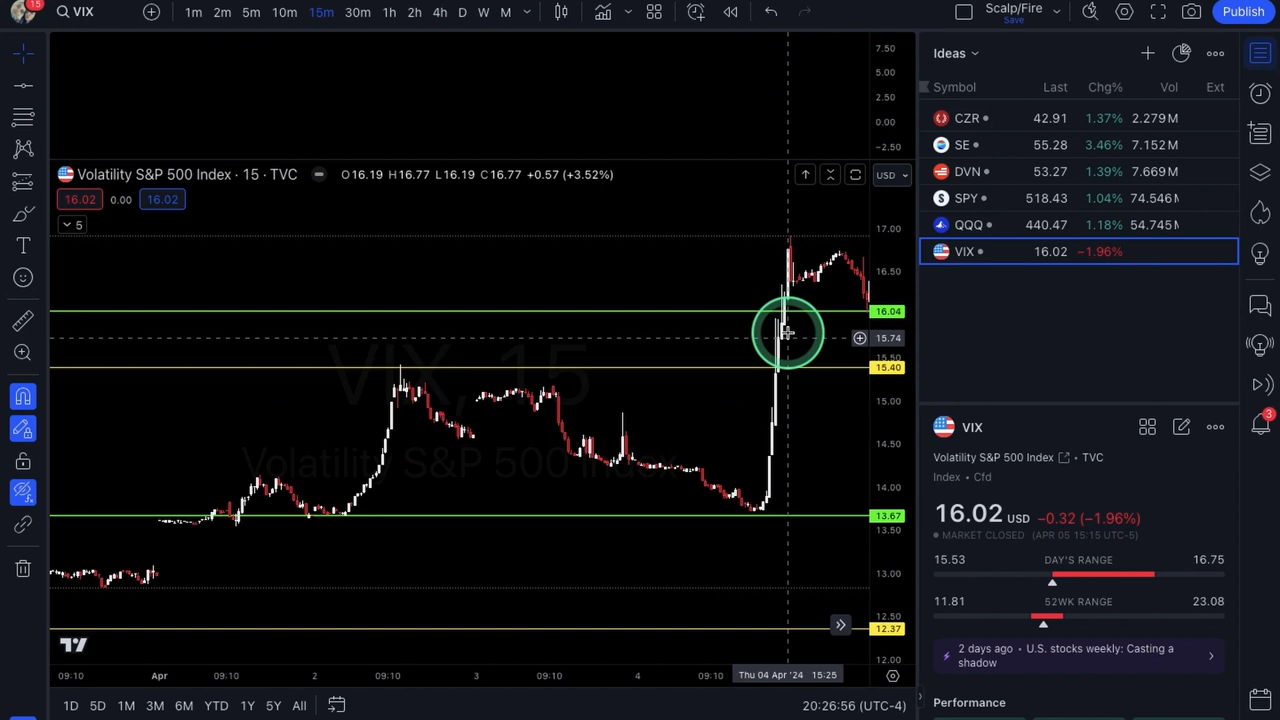 15
VIX
1m 2m 5m 10m 15m 30m 1h 2h 4h D W M
Scalp/Fire
Save
Publish
7.50
5.00
2.50
0.00
−2.50
Volatility S&P 500 Index · 15 · TVC
O16.19 H16.77 L16.19 C16.77 +0.57 (+3.52%)
USD
16.02 0.00 16.02
5
17.00
16.50
16.04
15.74
15.50
15.40
15.00
14.50
14.00
13.67
13.50
13.00
12.50
12.37
12.00
VIX, 15
Volatility S&P 500 Index
09:10 Apr 09:10 2 09:10 3 09:10 4 09:10 Thu 04 Apr '24 15:25
1D 5D 1M 3M 6M YTD 1Y 5Y All
20:26:56 (UTC-4)
Ideas
Symbol Last Chg% Vol Ext
CZR 42.91 1.37% 2.279M
SE 55.28 3.46% 7.152M
DVN 53.27 1.39% 7.669M
SPY 518.43 1.04% 74.546M
QQQ 440.47 1.18% 54.745M
VIX 16.02 −1.96%
VIX
Volatility S&P 500 Index • TVC
Index • Cfd
16.02 USD −0.32 (−1.96%)
MARKET CLOSED (APR 05 15:15 UTC-5)
15.53 DAY'S RANGE 16.75
11.81 52WK RANGE 23.08
2 days ago • U.S. stocks weekly: Casting a
shadow
Performance
3